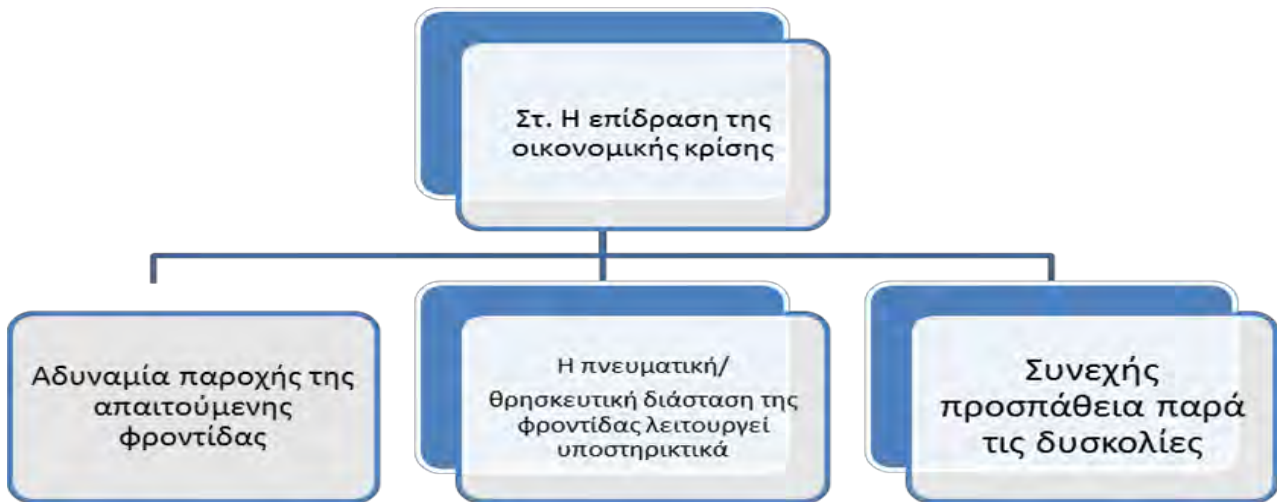 Στ. Η επίδραση της
οικονομικής κρίσης
Αδυναμία παροχής της
απαιτούμενης
φροντίδας
Η πνευματική/
θρησκευτική διάσταση της
φροντίδας λειτουργεί
υποστηρικτικά
Συνεχής
προσπάθεια παρά
τις δυσκολίες